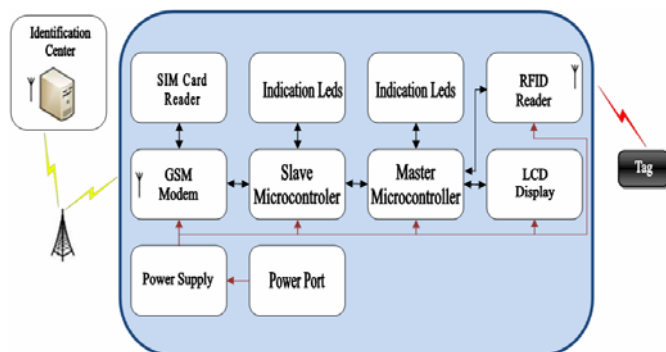 Identification
Center
SIM Card
Reader
Indication Leds
Indication Leds
RFID
Reader
GSM
Modem
Slave
Microcontroler
Master
Microcontroller
LCD
Display
Tag
Power Supply
Power Port